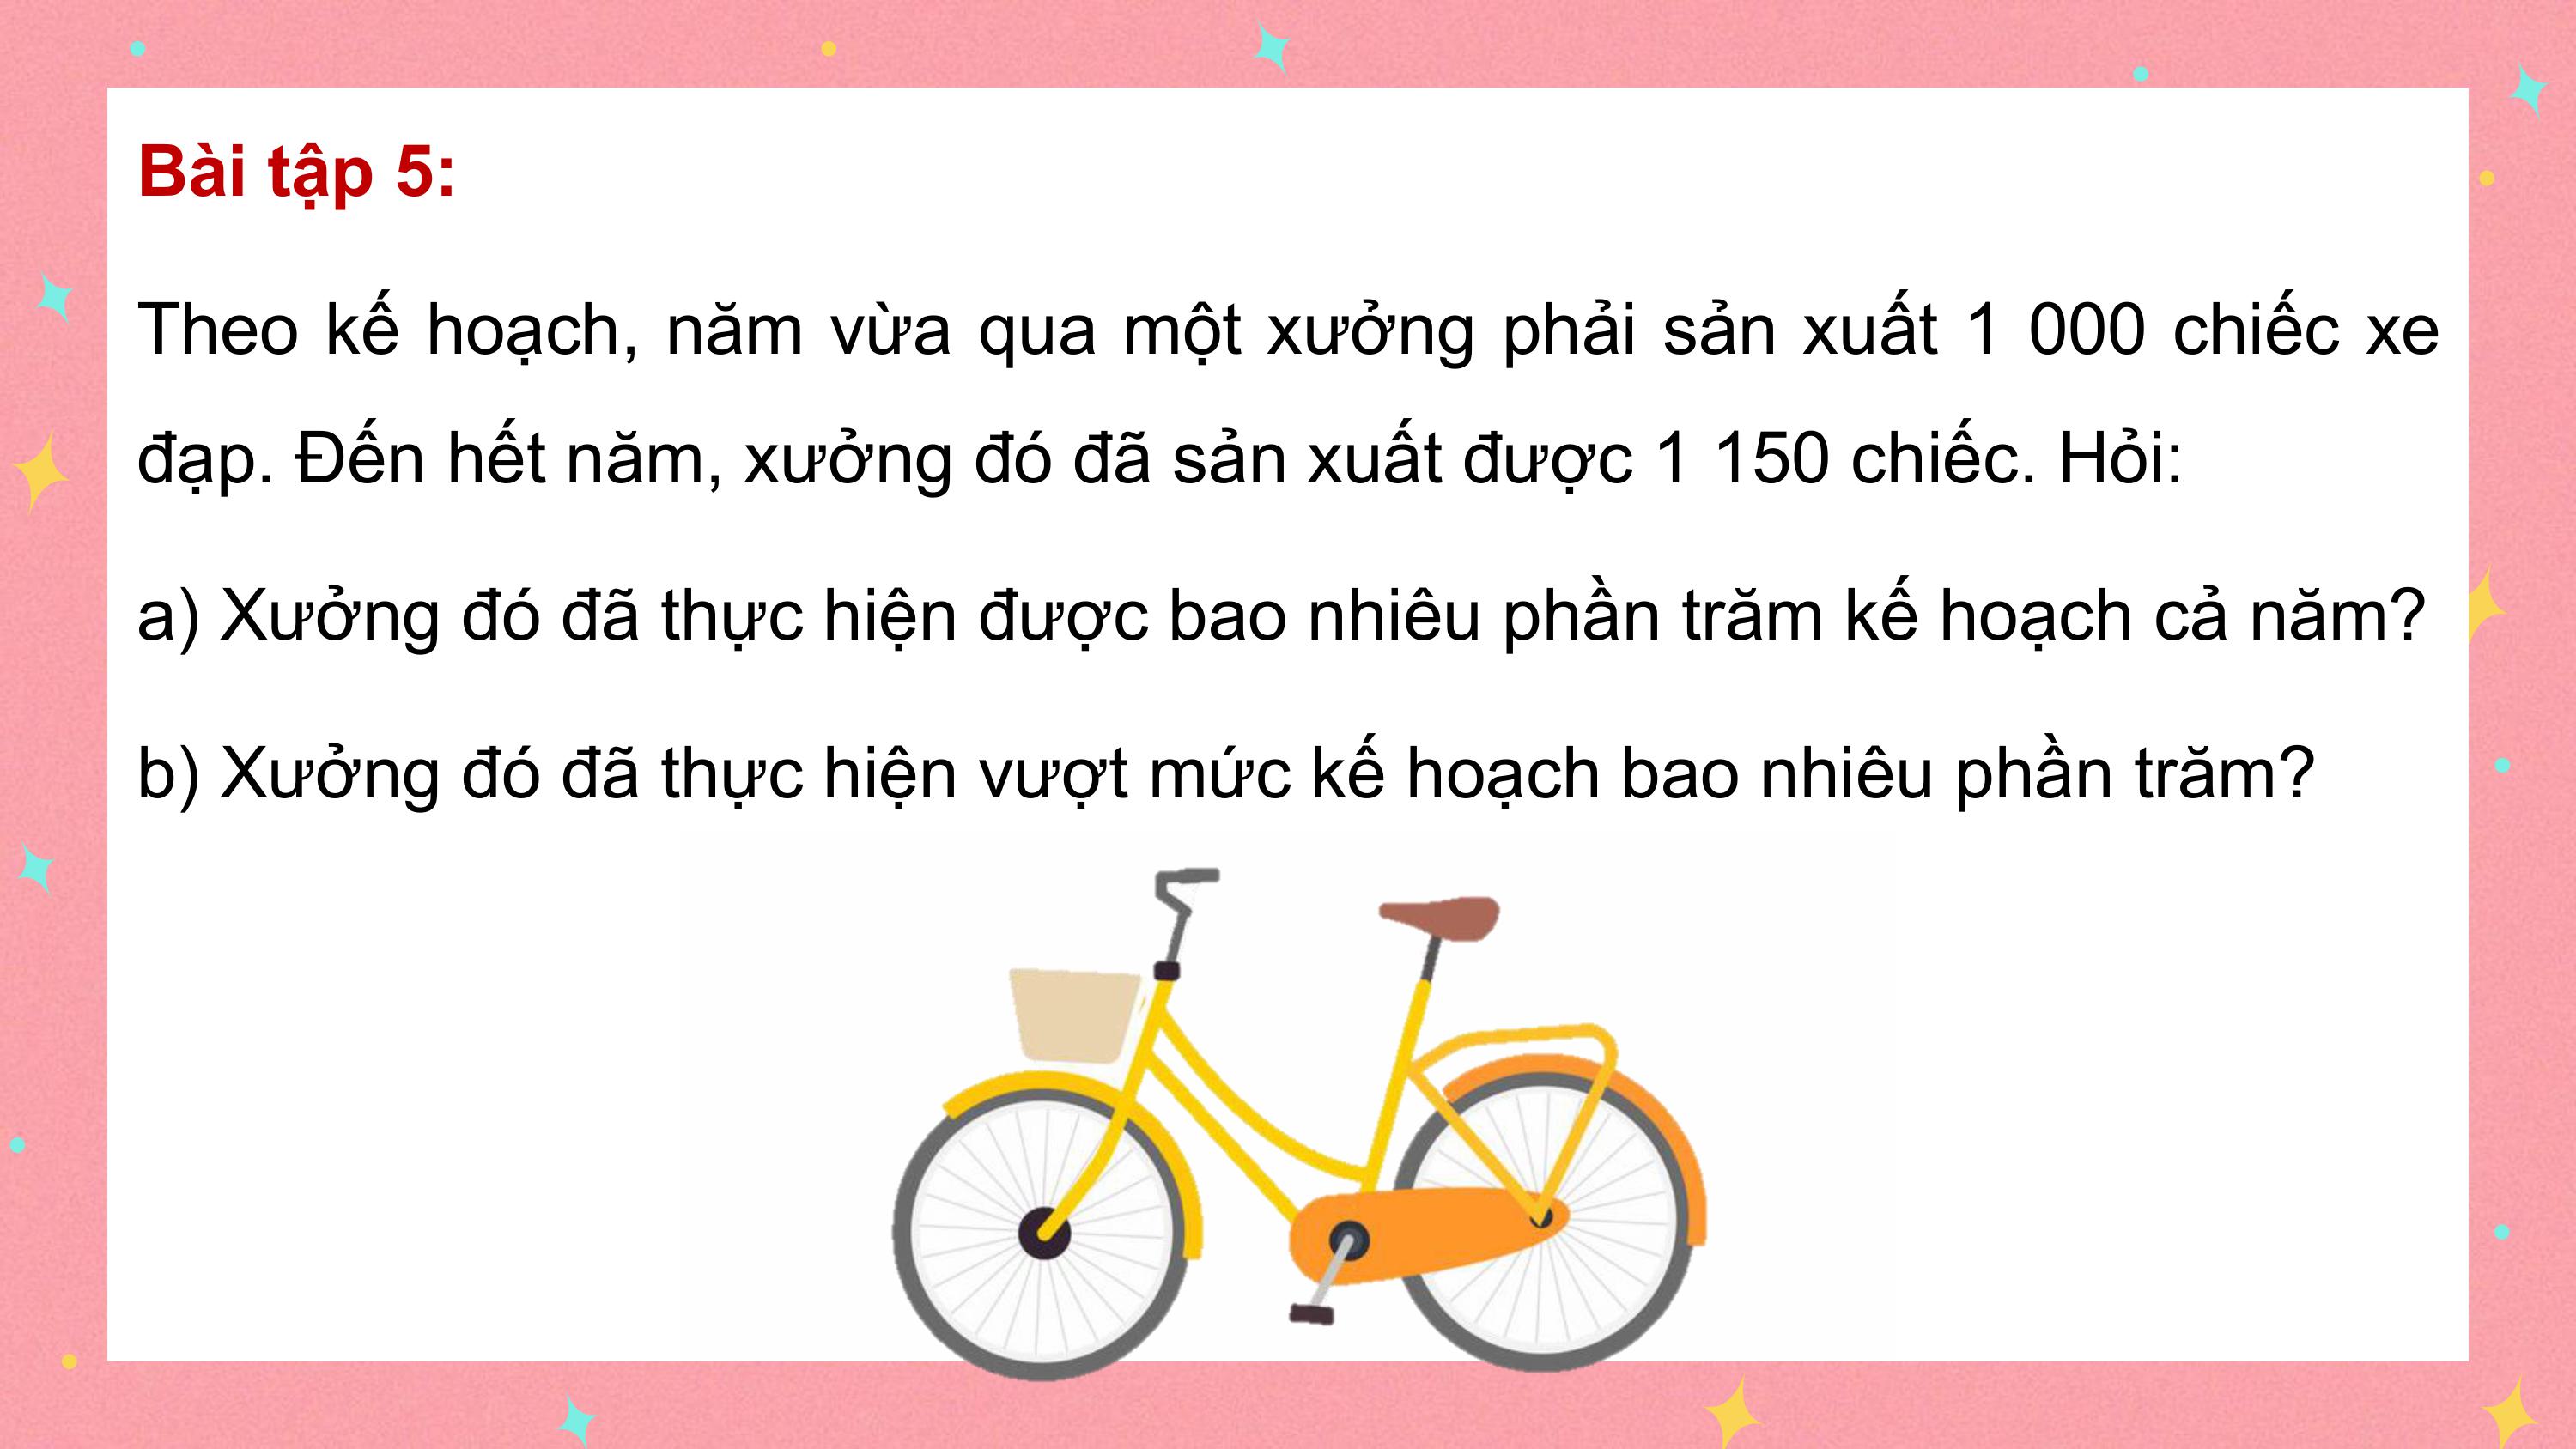 Bài tập 5:
Theo kế hoạch, năm vừa qua một xưởng phải sản xuất 1 000 chiếc xe
đạp. Đến hết năm, xưởng đó đã sản xuất được 1 150 chiếc. Hỏi:
a) Xưởng đó đã thực hiện được bao nhiêu phần trăm kế hoạch cả năm?
b) Xưởng đó đã thực hiện vượt mức kế hoạch bao nhiêu phần trăm?